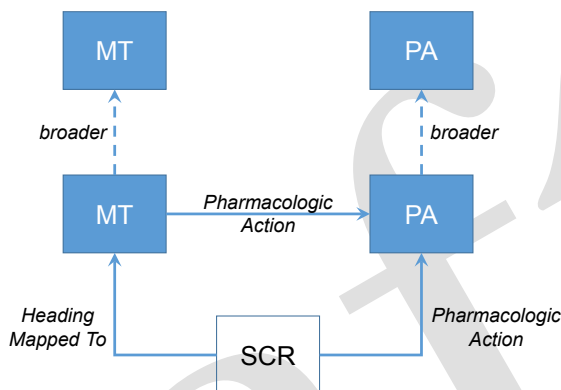 MT
PA
broader
broader
MT
Pharmacologic
Action
PA
Heading
Mapped To
SCR
Pharmacologic
Action